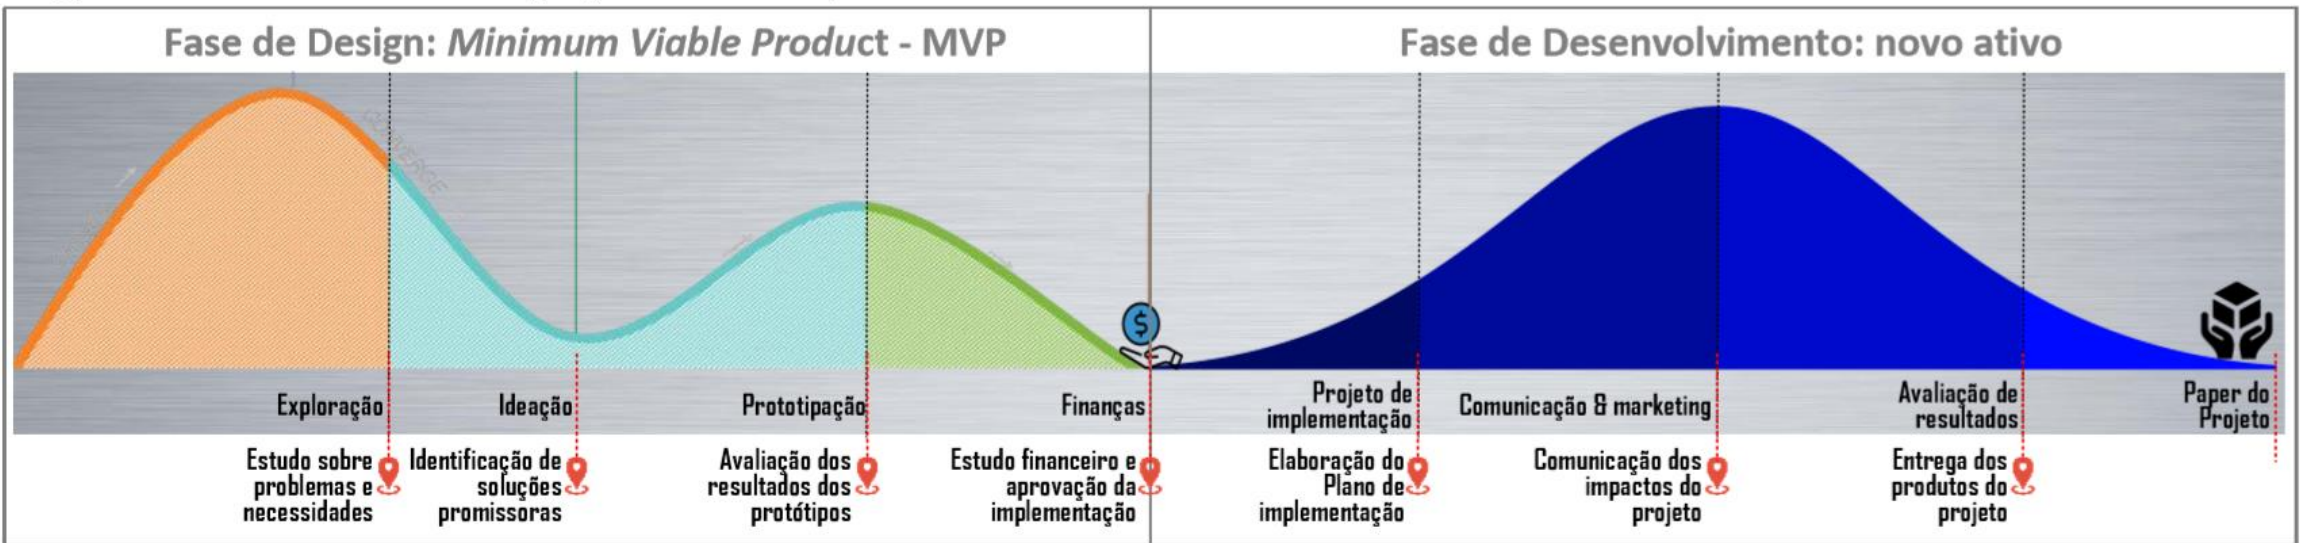 Fase de Design: Minimum Viable Product - MVP
Fase de Desenvolvimento: novo ativo
CONVERGE
$
Exploração
Ideação
Prototipação
Finanças
Projeto de
implementação
Comunicação & marketing
Avaliação de
resultados
Paper do
Projeto
Estudo sobre
problemas e
necessidades
Identificação de
soluções
promissoras
Avaliação dos
resultados dos
protótipos
Estudo financeiro e
aprovação da
implementação
Elaboração do
Plano de
implementação
Comunicação dos
impactos do
projeto
Entrega dos
produtos do
projeto